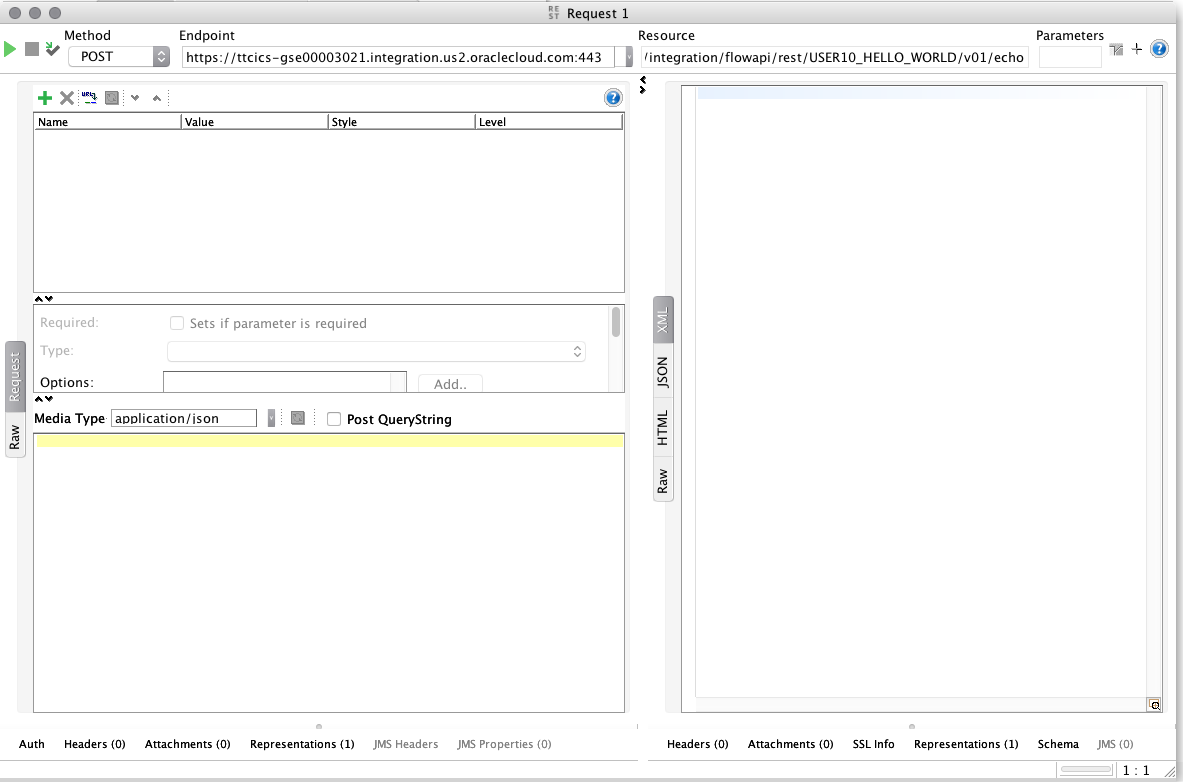 RE
ST
Request 1
Method
Endpoint
Resource
Parameters
POST
https://ttcics-gse00003021.integration.us2.oraclecloud.com:443
/integration/flowapi/rest/USER10_HELLO_WORLD/v01/echo
?
URL
?
Name Value Style Level
Required: Sets if parameter is required
Type:
Options: Add..
Request
Raw
Media Type application/json Post QueryString
XML
JSON
HTML
Raw
Auth Headers (0) Attachments (0) Representations (1) JMS Headers JMS Properties (0)
Headers (0) Attachments (0) SSL Info Representations (1) Schema JMS (0)
1 : 1